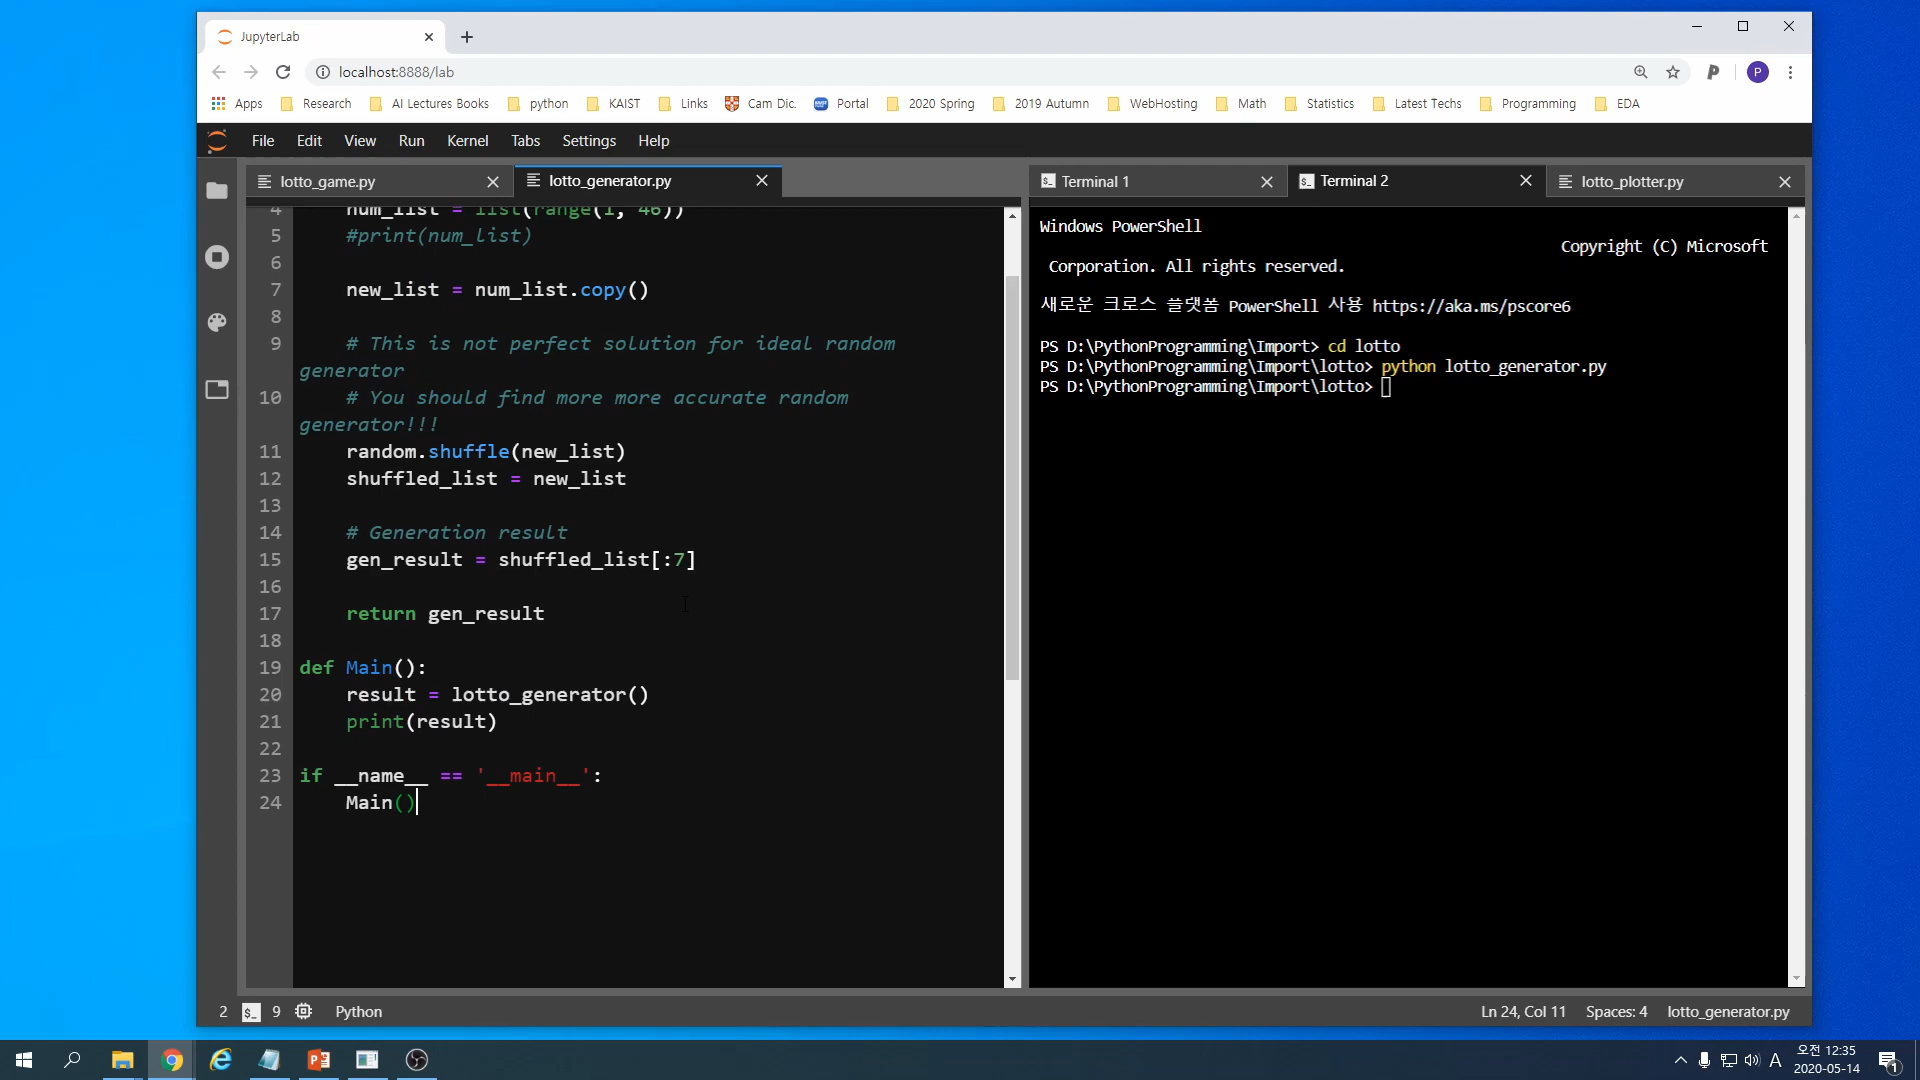 JupyterLab
localhost:8888/lab
P
Apps Research AI Lectures Books python KAIST Links Cam Dic. Portal 2020 Spring 2019 Autumn WebHosting Math Statistics Latest Techs Programming EDA
File Edit View Run Kernel Tabs Settings Help
lotto_game.py lotto_generator.py
4 num_list = list(range(1, 46))
5 #print(num_list)
6
7 new_list = num_list.copy()
8
9 # This is not perfect solution for ideal random
generator
10 # You should find more more accurate random
generator!!!
11 random.shuffle(new_list)
12 shuffled_list = new_list
13
14 # Generation result
15 gen_result = shuffled_list[:7]
16
17 return gen_result
18
19 def Main():
20 result = lotto_generator()
21 print(result)
22
23 if __name__ == '__main__':
24 Main()
Terminal 1 Terminal 2 lotto_plotter.py
Windows PowerShell
Copyright (C) Microsoft
Corporation. All rights reserved.
새로운 크로스 플랫폼 PowerShell 사용 https://aka.ms/pscore6
PS D:\PythonProgramming\Import> cd lotto
PS D:\PythonProgramming\Import\lotto> python lotto_generator.py
PS D:\PythonProgramming\Import\lotto>
2 $_ 9 Python Ln 24, Col 11 Spaces: 4 lotto_generator.py
A 오전 12:35
2020-05-14
1